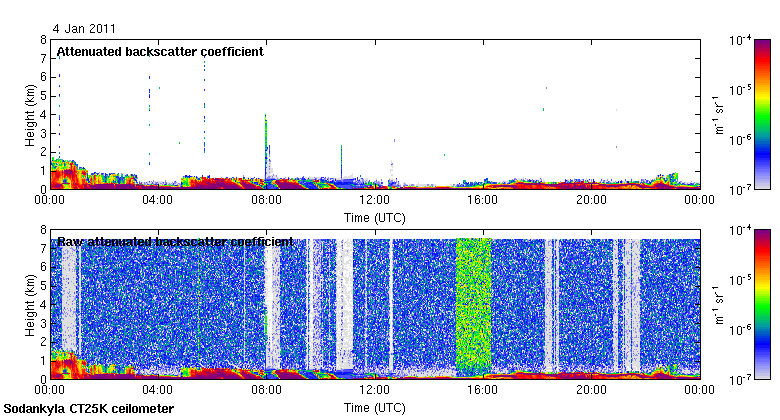 4 Jan 2011
Attenuated backscatter coefficient
8
7
6
5
4
3
2
1
0
Height (km)
00:00 04:00 08:00 12:00 16:00 20:00 00:00
Time (UTC)
10-4
10-5
10-6
10-7
m-1 sr-1
Raw attenuated backscatter coefficient
8
7
6
5
4
3
2
1
0
Height (km)
00:00 04:00 08:00 12:00 16:00 20:00 00:00
Time (UTC)
10-4
10-5
10-6
10-7
m-1 sr-1
Sodankyla CT25K ceilometer